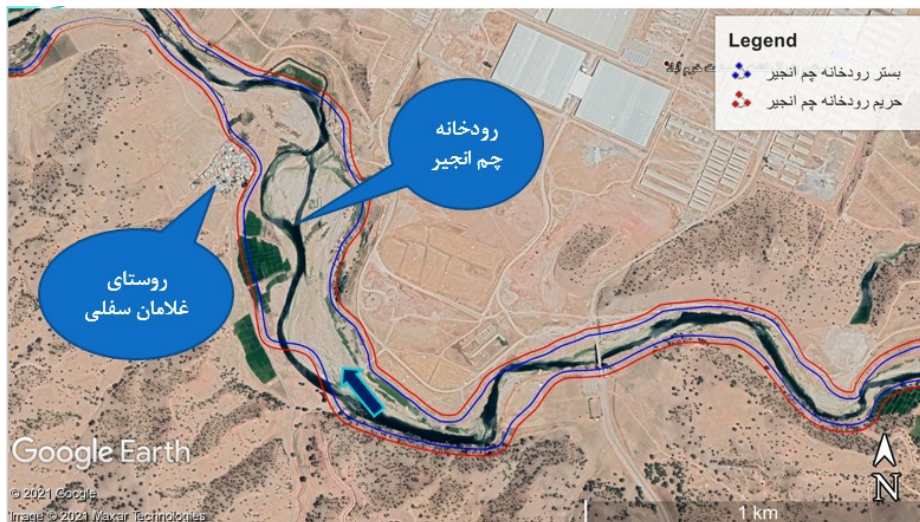 Legend
بستر رودخانه چم انجیر
حریم رودخانه چم انجیر
رودخانه
چم انجیر
روستای
غلامان سفلی
Google Earth
© 2021 Google
Image © 2021 Maxar Technologies
1 km
N